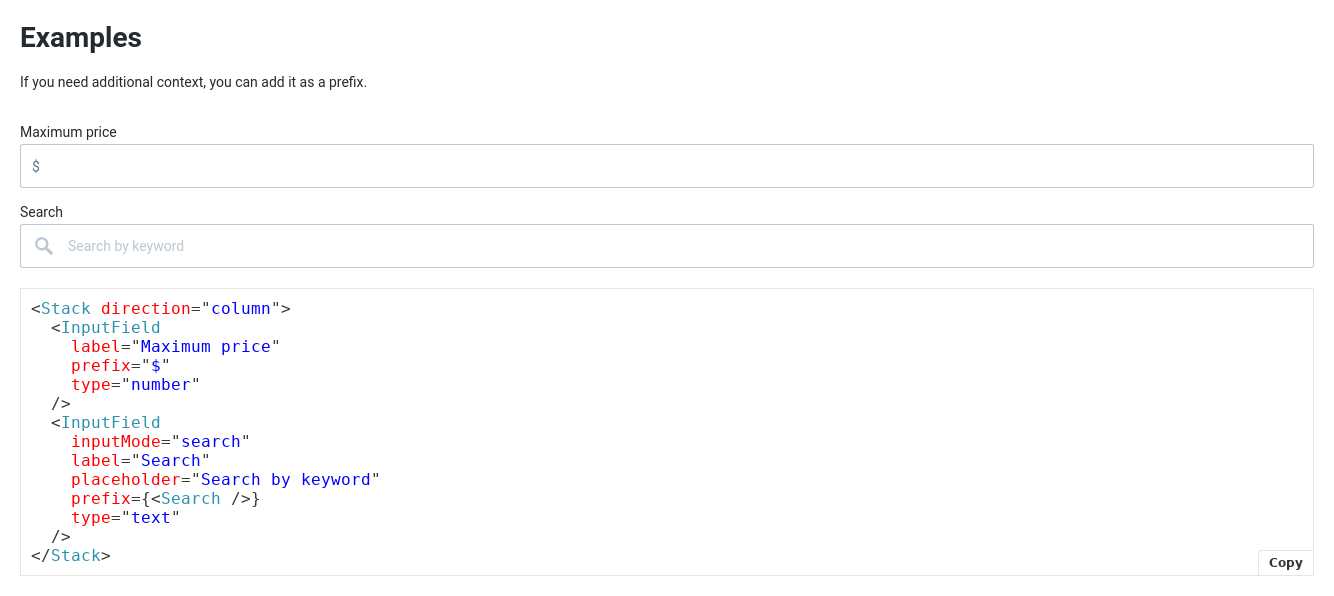 Examples
If you need additional context, you can add it as a prefix.
Maximum price
$
Search
Search by keyword
<Stack direction="column">
  <InputField
    label="Maximum price"
    prefix="$"
    type="number"
  />
  <InputField
    inputMode="search"
    label="Search"
    placeholder="Search by keyword"
    prefix={<Search />}
    type="text"
  />
</Stack>
Copy